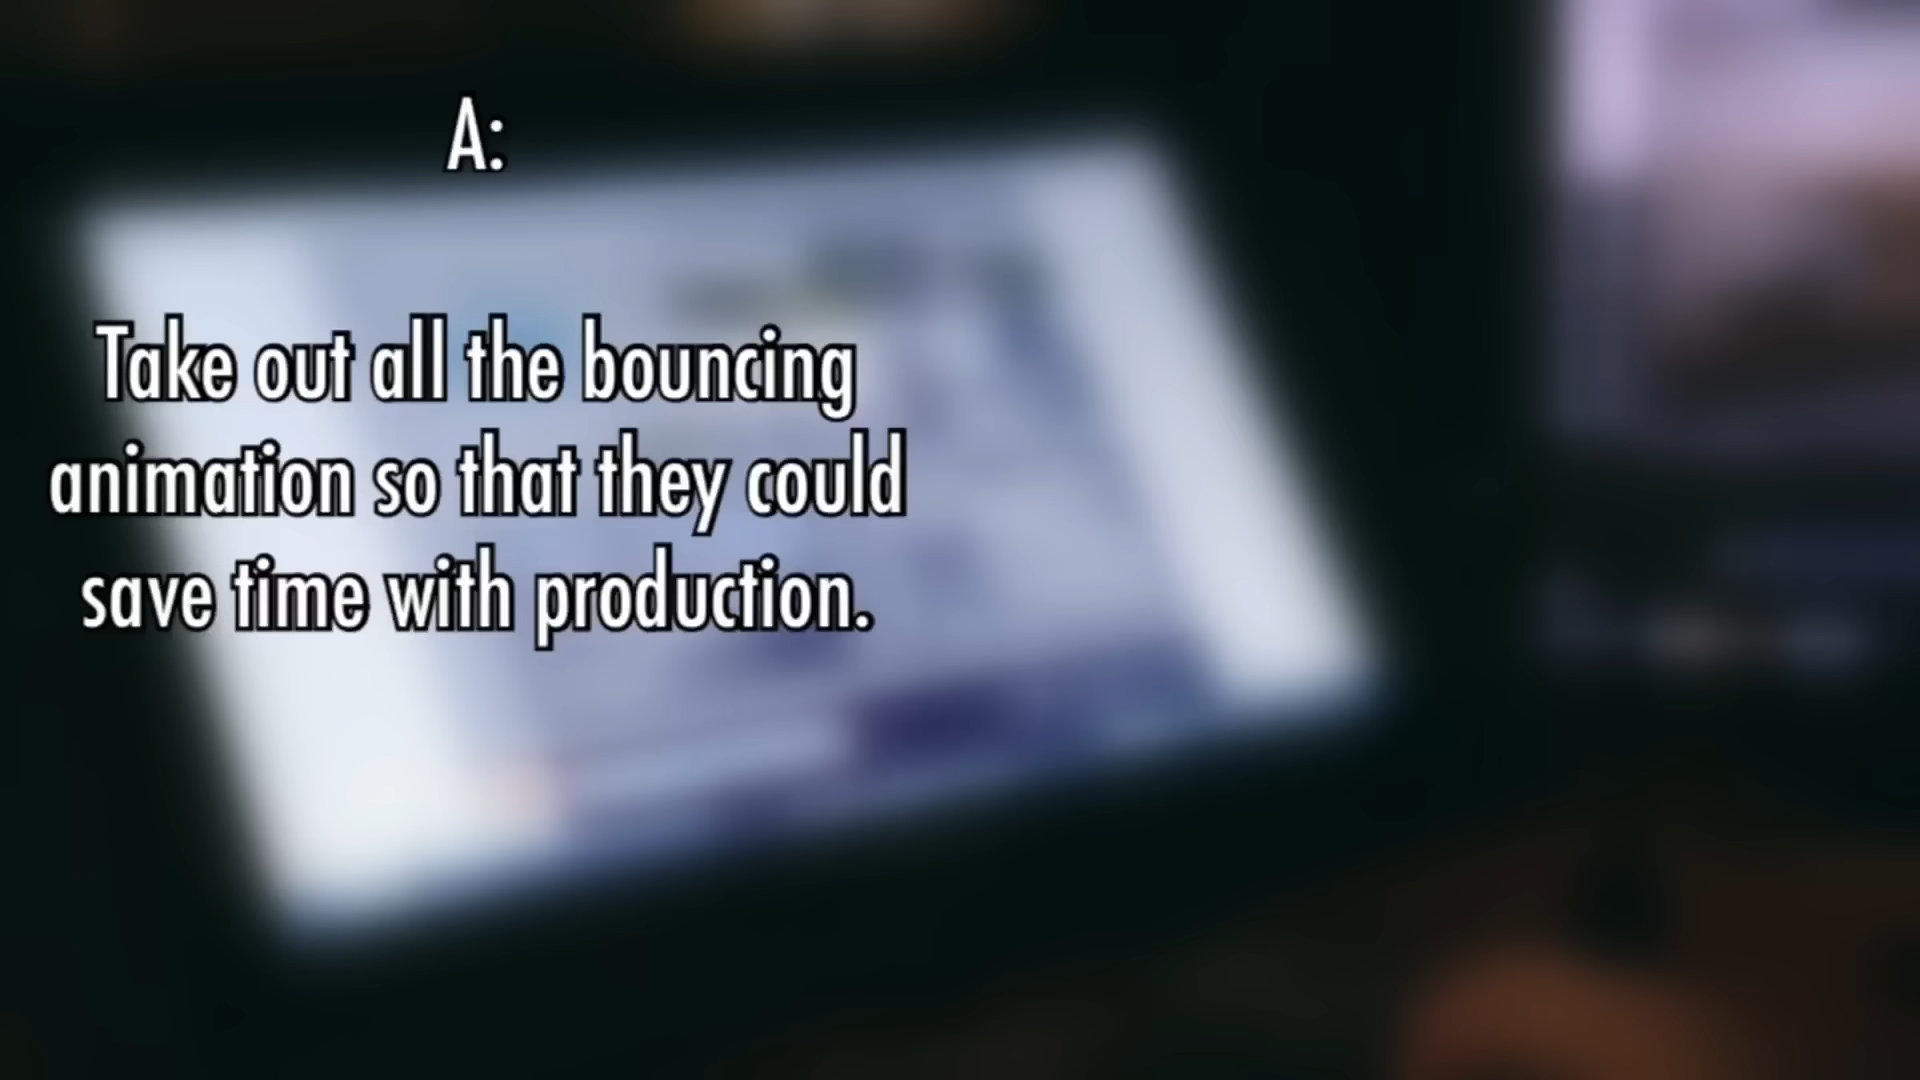 A:
Take out all the bouncing
animation so that they could
save time with production.